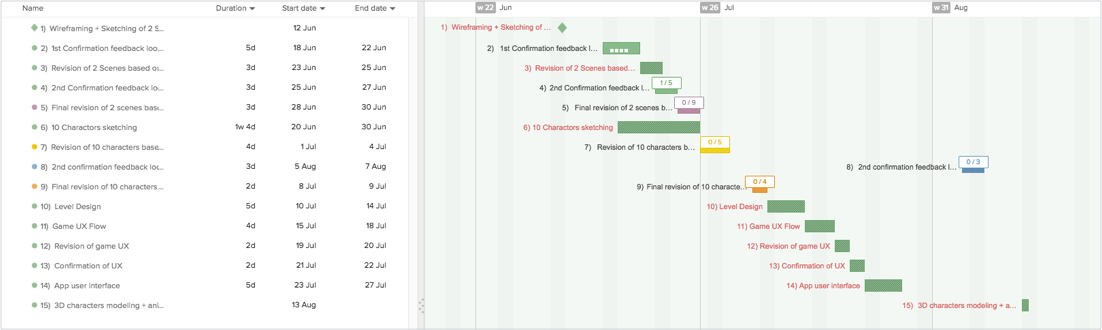 Name Duration Start date End date w 22 Jun w 26 Jul w 31 Aug
1) Wireframing + Sketching of 2 S... 12 Jun 1) Wireframing + Sketching of ...
2) 1st Confirmation feedback loo... 5d 18 Jun 22 Jun 2) 1st Confirmation feedback l...
3) Revision of 2 Scenes based ou... 3d 23 Jun 25 Jun 3) Revision of 2 Scenes based...
4) 2nd Confirmation feedback lo... 3d 25 Jun 27 Jun 4) 2nd Confirmation feedback l... 1 / 5
5) Final revision of 2 scenes bas... 3d 28 Jun 30 Jun 5) Final revision of 2 scenes b... 0 / 9
6) 10 Charactors sketching 1w 4d 20 Jun 30 Jun 6) 10 Charactors sketching
7) Revision of 10 characters base... 4d 1 Jul 4 Jul 7) Revision of 10 characters b... 0 / 5
8) 2nd confirmation feedback loo... 3d 5 Aug 7 Aug 8) 2nd confirmation feedback l... 0 / 3
9) Final revision of 10 characters... 2d 8 Jul 9 Jul 9) Final revision of 10 characte... 0 / 4
10) Level Design 5d 10 Jul 14 Jul 10) Level Design
11) Game UX Flow 4d 15 Jul 18 Jul 11) Game UX Flow
12) Revision of game UX 2d 19 Jul 20 Jul 12) Revision of game UX
13) Confirmation of UX 2d 21 Jul 22 Jul 13) Confirmation of UX
14) App user interface 5d 23 Jul 27 Jul 14) App user interface
15) 3D characters modeling + ani... 13 Aug 15) 3D characters modeling + a...